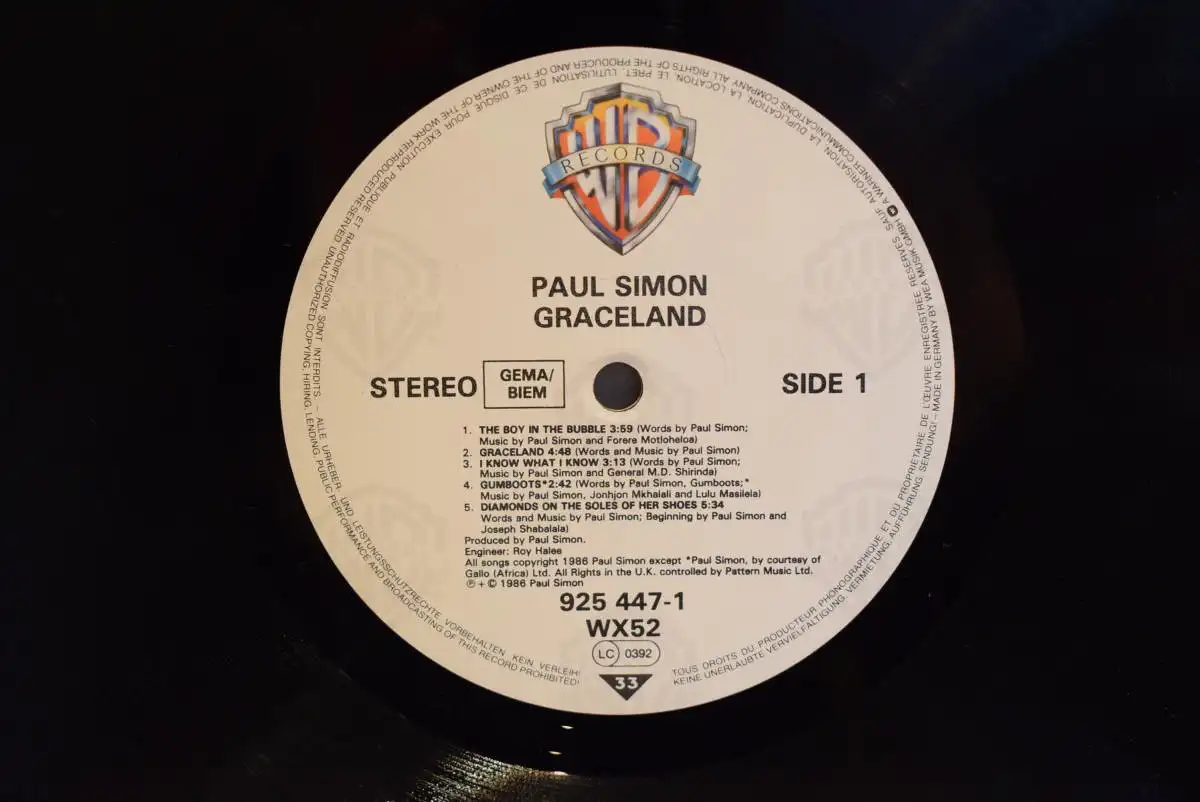 WB
RECORDS
PAUL SIMON
GRACELAND
STEREO
GEMA/
BIEM
SIDE 1
1. THE BOY IN THE BUBBLE 3:59 (Words by Paul Simon;
Music by Paul Simon and Forere Motloheloa)
2. GRACELAND 4:48 (Words and Music by Paul Simon)
3. I KNOW WHAT I KNOW 3:13 (Words by Paul Simon;
Music by Paul Simon and General M.D. Shirinda)
4. GUMBOOTS*2:42 (Words by Paul Simon, Gumboots;*
Music by Paul Simon, Jonhjon Mkhalali and Lulu Masilela)
5. DIAMONDS ON THE SOLES OF HER SHOES 5:34
Words and Music by Paul Simon; Beginning by Paul Simon and
Joseph Shabalala)
Produced by Paul Simon.
Engineer: Roy Halee
All songs copyright 1986 Paul Simon except *Paul Simon, by courtesy of
Gallo (Africa) Ltd. All Rights in the U.K. controlled by Pattern Music Ltd.
℗ + © 1986 Paul Simon
925 447-1
WX52
LC 0392
33
TOUS DROITS DU PRODUCTEUR PHONOGRAPHIQUE ET DU PROPRIETAIRE DE L'ŒUVRE ENREGISTREE RESERVES. SAUF AUTORISATION, LA DUPLICATION, LA LOCATION, LE PRET, L'UTILISATION DE CE DISQUE POUR EXECUTION PUBLIQUE ET RADIODIFFUSION SONT INTERDITS. – ALLE URHEBER- UND LEISTUNGSSCHUTZRECHTE VORBEHALTEN. KEIN VERLEIH!
KEINE UNERLAUBTE VERVIELFÄLTIGUNG, VERMIETUNG, AUFFÜHRUNG, SENDUNG! – MADE IN GERMANY BY WEA MUSIK GMBH A WARNER COMMUNICATIONS COMPANY ALL RIGHTS OF THE PRODUCER AND OF THE OWNER OF THE WORK REPRODUCED RESERVED. UNAUTHORIZED COPYING, HIRING, LENDING, PUBLIC PERFORMANCE AND BROADCASTING OF THIS RECORD PROHIBITED!